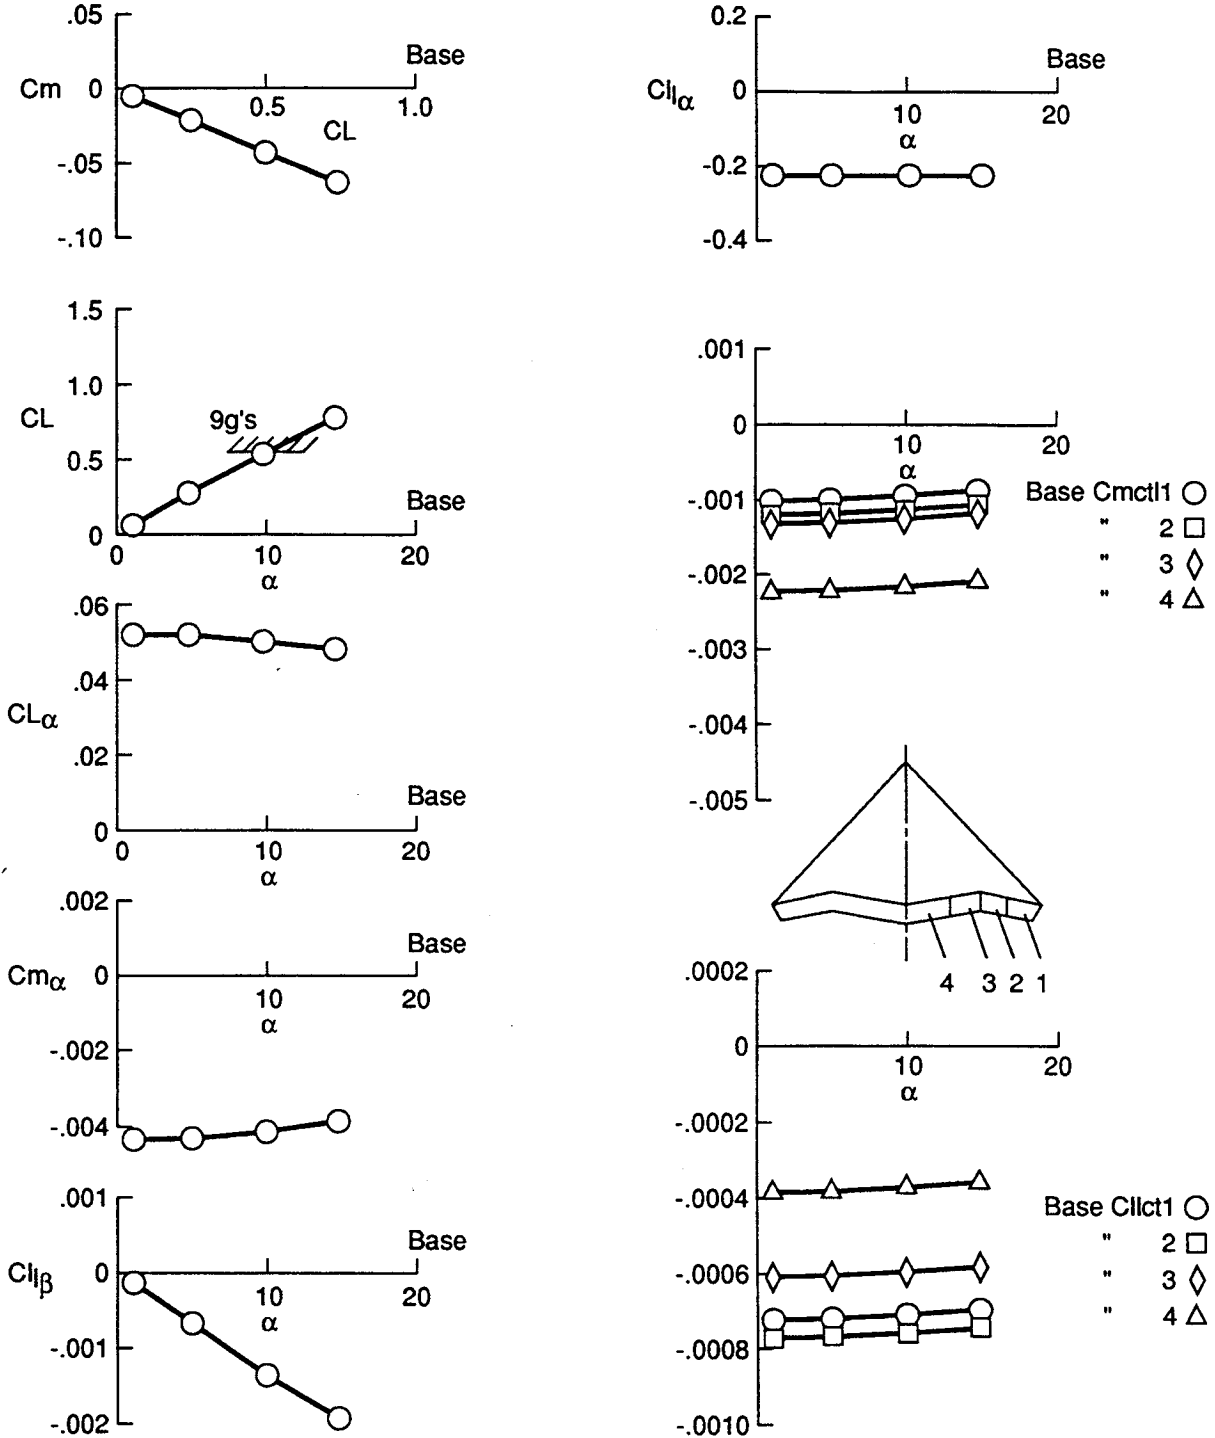 .05
Cm
0
-.05
-.10
0.5
1.0
CL
Base
1.5
1.0
CL
0.5
0
9g's
Base
0
10
20
α
.06
.04
CLα
.02
0
Base
0
10
20
α
.002
Cmα
0
-.002
-.004
Base
10
20
α
.001
Cllβ
0
-.001
-.002
Base
10
20
α
0.2
Cllα
0
-0.2
-0.4
Base
10
20
α
.001
0
-.001
-.002
-.003
-.004
-.005
10
20
α
Base Cmctl1
" 2
" 3
" 4
4 3 2 1
.0002
0
-.0002
-.0004
-.0006
-.0008
-.0010
10
20
α
Base Cllct1
" 2
" 3
" 4